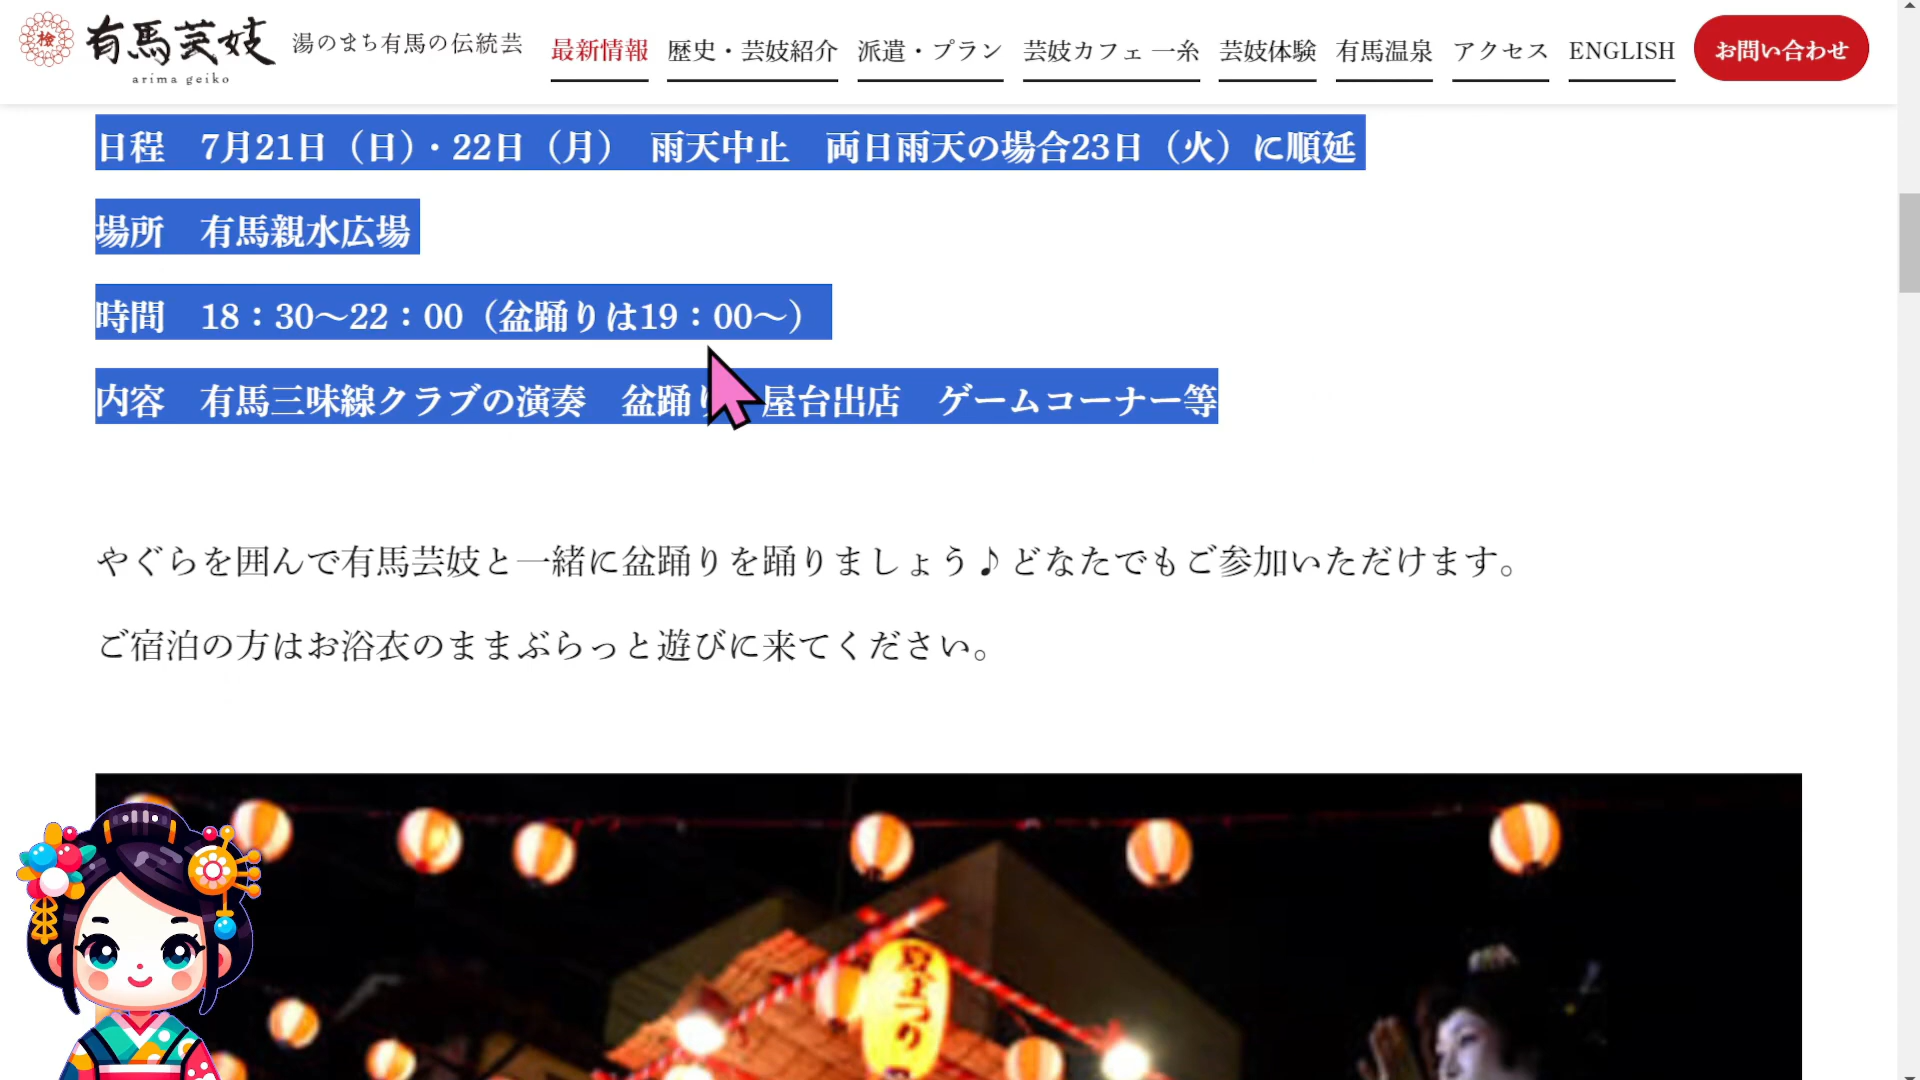 検 有馬芸妓 arima geiko 湯のまち有馬の伝統芸 最新情報 歴史・芸妓紹介 派遣・プラン 芸妓カフェ 一糸 芸妓体験 有馬温泉 アクセス ENGLISH お問い合わせ
日程　7月21日（日）・22日（月）　雨天中止　両日雨天の場合23日（火）に順延
場所　有馬親水広場
時間　18：30～22：00（盆踊りは19：00～）
内容　有馬三味線クラブの演奏　盆踊り　屋台出店　ゲームコーナー等
やぐらを囲んで有馬芸妓と一緒に盆踊りを踊りましょう♪どなたでもご参加いただけます。
ご宿泊の方はお浴衣のままぶらっと遊びに来てください。